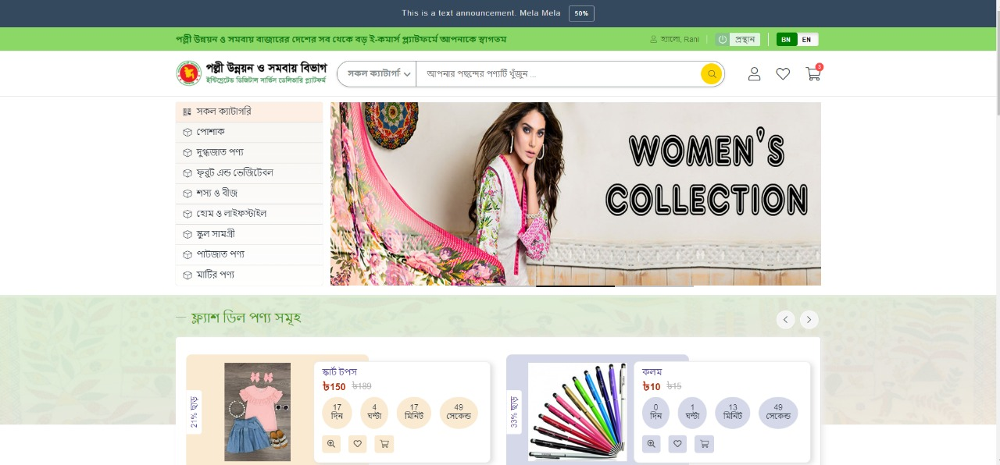 This is a text announcement. Mela Mela 50%
পল্লী উন্নয়ন ও সমবায় বাজারের দেশের সব থেকে বড় ই-কমার্স প্ল্যাটফর্মে আপনাকে স্বাগতম
হ্যালো, Rani
প্রস্থান
BN EN
পল্লী উন্নয়ন ও সমবায় বিভাগ
ইন্টিগ্রেটেড ডিজিটাল সার্ভিস ডেলিভারি প্ল্যাটফর্ম
সকল ক্যাটাগরি
আপনার পছন্দের পণ্যটি খুঁজুন ...
3
সকল ক্যাটাগরি
পোশাক
দুগ্ধজাত পণ্য
ফ্রুট এন্ড ভেজিটেবল
শস্য ও বীজ
হোম ও লাইফস্টাইল
স্কুল সামগ্রী
পাটজাত পণ্য
মাটির পণ্য
WOMEN'S
COLLECTION
ফ্ল্যাশ ডিল পণ্য সমূহ
21% ছাড়
স্কার্ট টপস
৳150 ৳189
17 4 17 49
দিন ঘন্টা মিনিট সেকেন্ড
33% ছাড়
কলম
৳10 ৳15
0 1 13 49
দিন ঘন্টা মিনিট সেকেন্ড